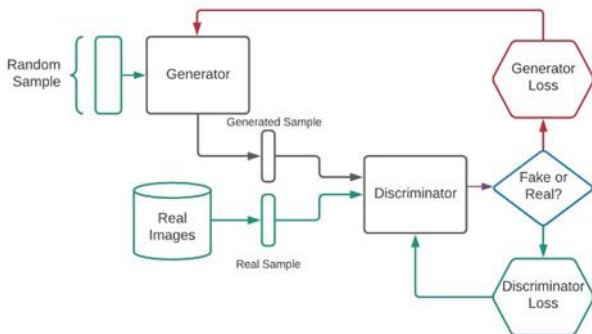 Random
Sample
Generator
Generator
Loss
Generated Sample
Discriminator
Fake or
Real?
Real
Images
Real Sample
Discriminator
Loss